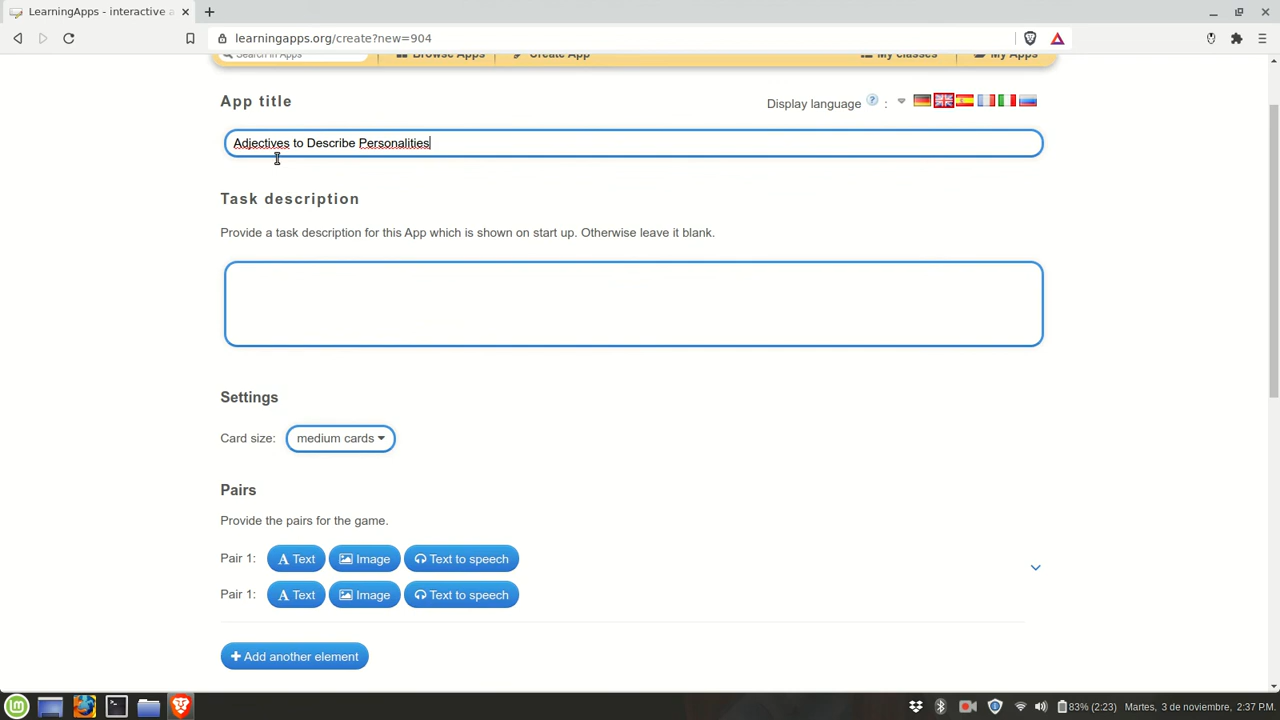 LearningApps - interactive a
learningapps.org/create?new=904
Search in Apps
Browse Apps
Create App
My classes
My Apps
App title
Display language ? :
Adjectives to Describe Personalities
Task description
Provide a task description for this App which is shown on start up. Otherwise leave it blank.
Settings
Card size: medium cards
Pairs
Provide the pairs for the game.
Pair 1: A Text Image Text to speech
Pair 1: A Text Image Text to speech
+ Add another element
83% (2:23) Martes, 3 de noviembre, 2:37 P.M.